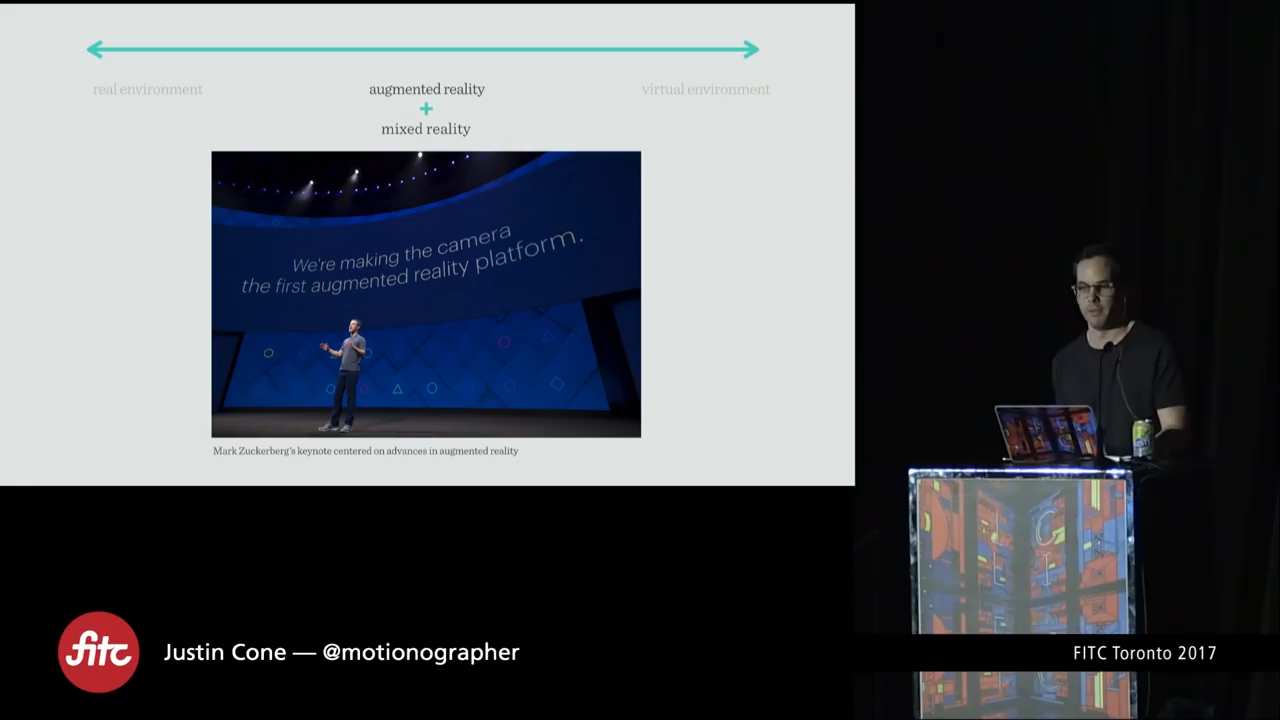 real environment
augmented reality
virtual environment
+
mixed reality
We're making the camera
the first augmented reality platform.
Mark Zuckerberg's keynote centered on advances in augmented reality
fitc
Justin Cone — @motionographer
FITC Toronto 2017